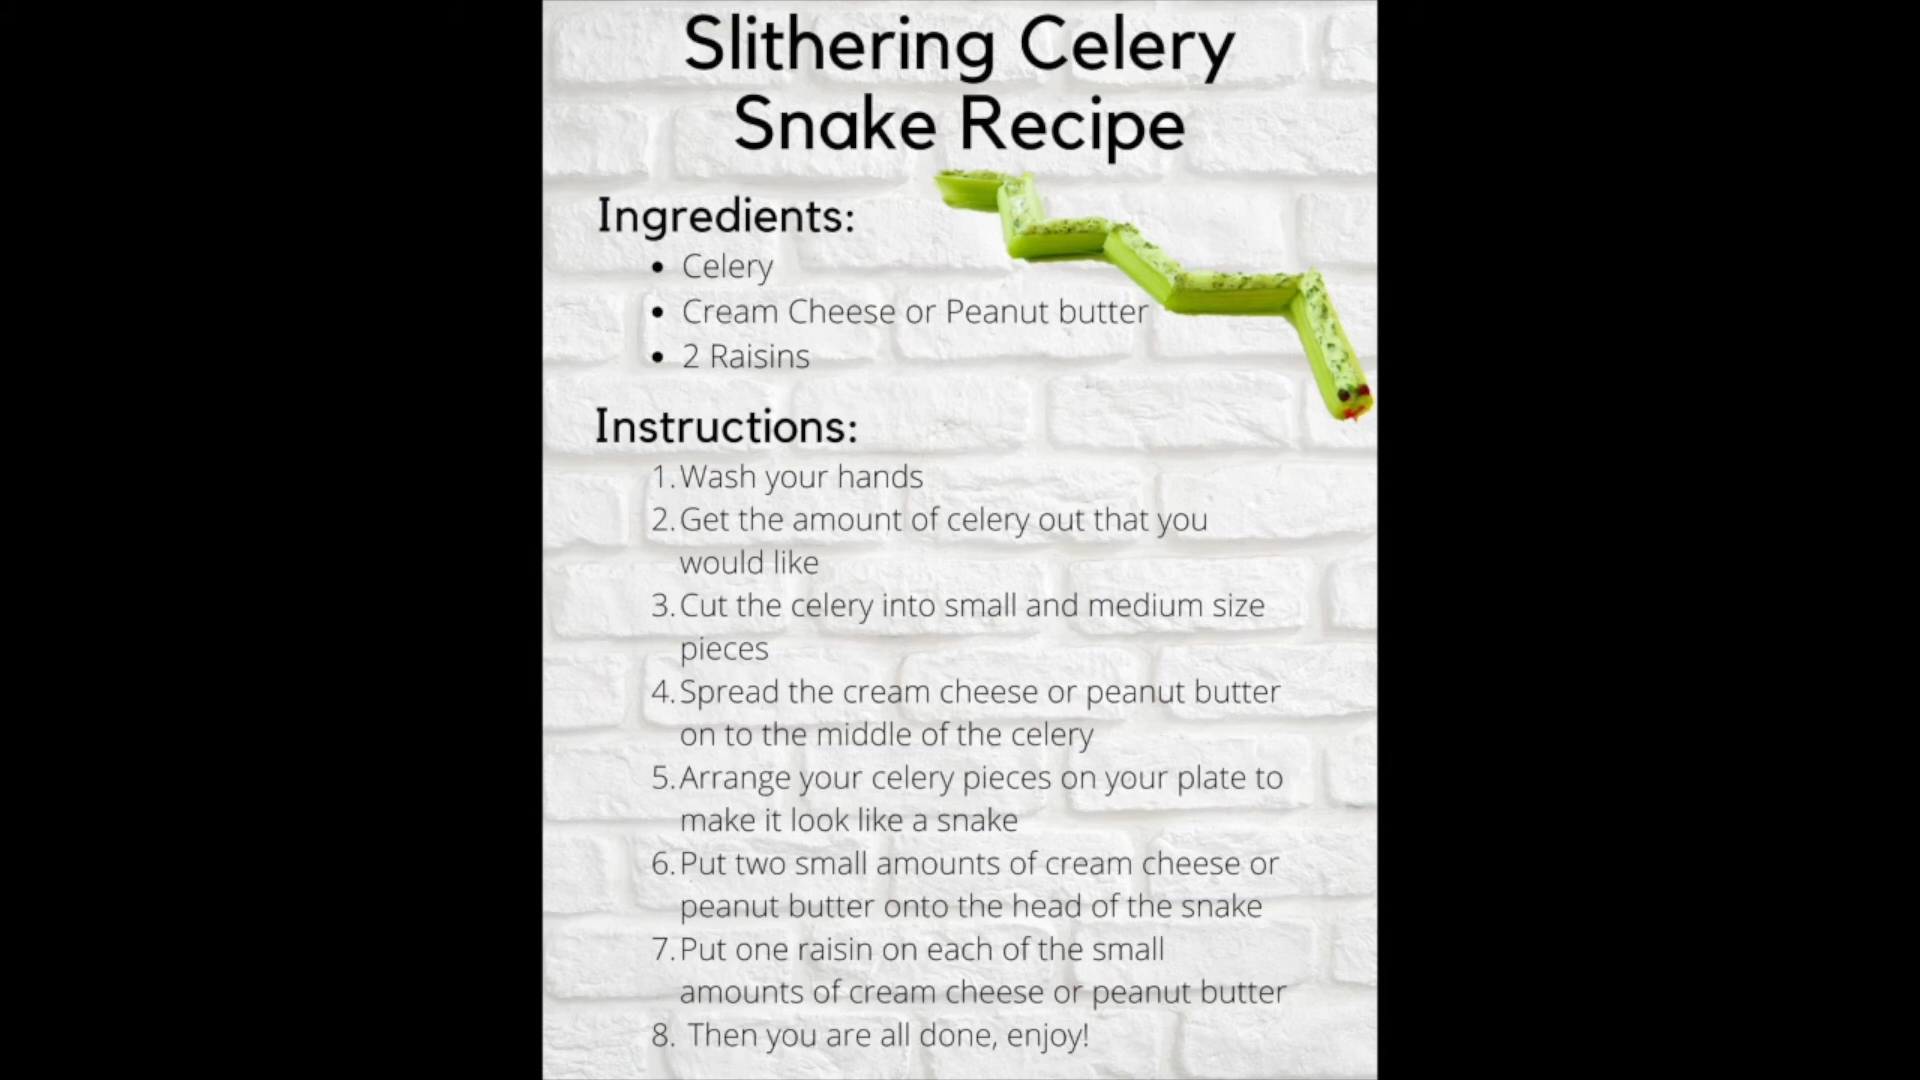 Slithering Celery
Snake Recipe
Ingredients:
• Celery
• Cream Cheese or Peanut butter
• 2 Raisins
Instructions:
1. Wash your hands
2. Get the amount of celery out that you
would like
3. Cut the celery into small and medium size
pieces
4. Spread the cream cheese or peanut butter
on to the middle of the celery
5. Arrange your celery pieces on your plate to
make it look like a snake
6. Put two small amounts of cream cheese or
peanut butter onto the head of the snake
7. Put one raisin on each of the small
amounts of cream cheese or peanut butter
8. Then you are all done, enjoy!